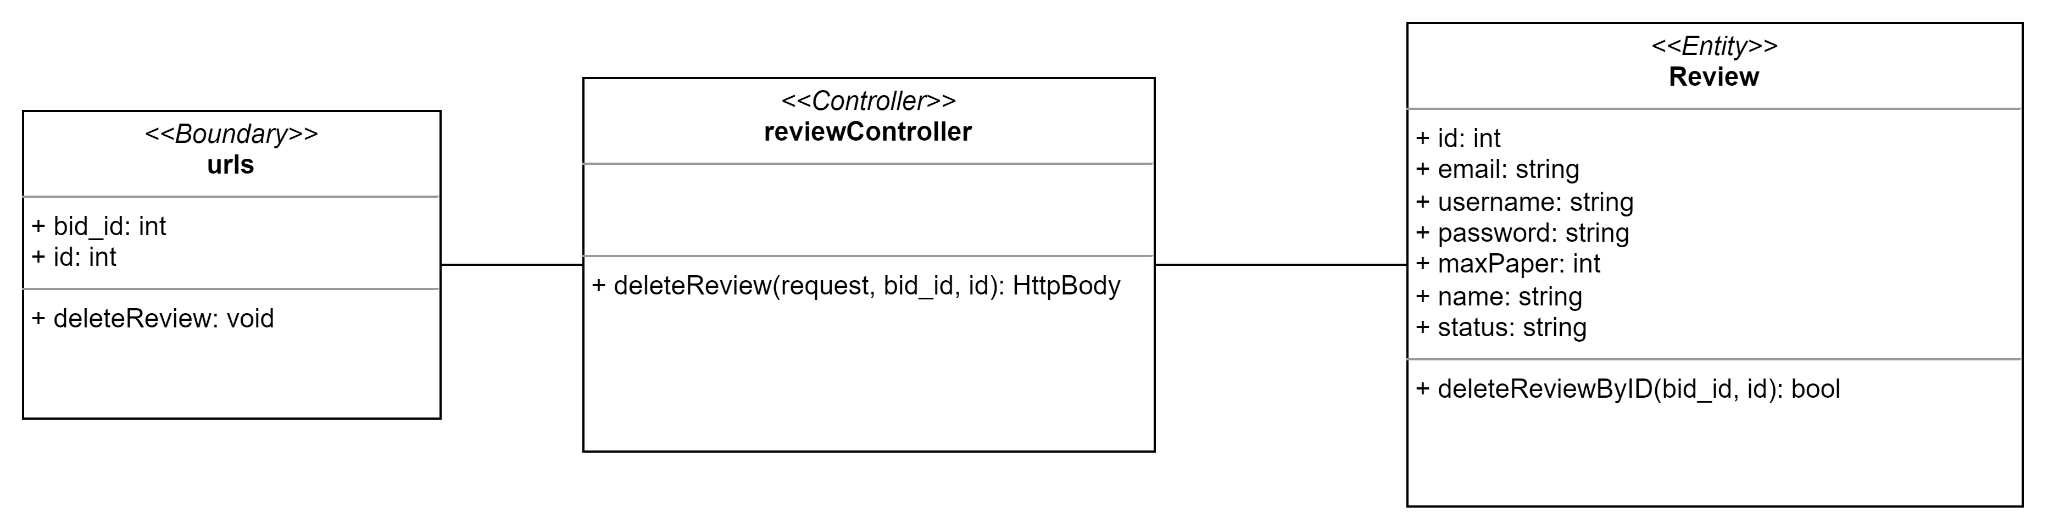 <<Boundary>>
urls
+ bid_id: int
+ id: int
+ deleteReview: void
<<Controller>>
reviewController
+ deleteReview(request, bid_id, id): HttpBody
<<Entity>>
Review
+ id: int
+ email: string
+ username: string
+ password: string
+ maxPaper: int
+ name: string
+ status: string
+ deleteReviewByID(bid_id, id): bool